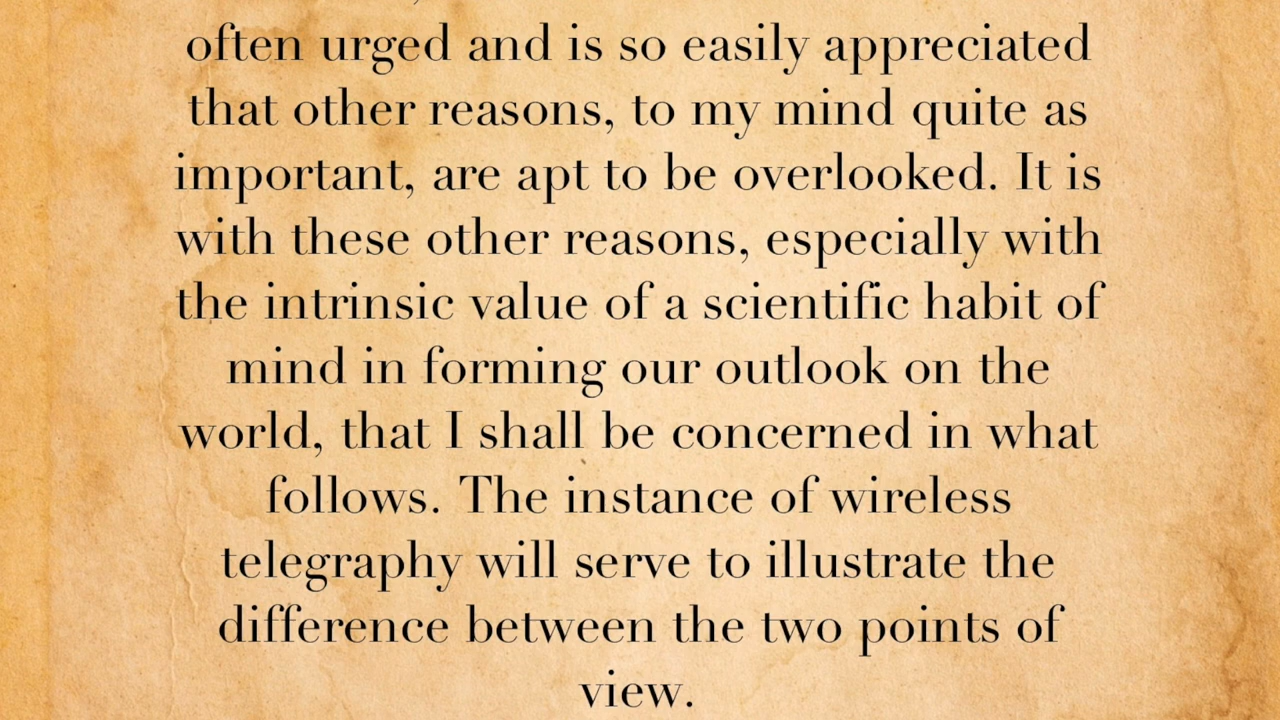 often urged and is so easily appreciated
that other reasons, to my mind quite as
important, are apt to be overlooked. It is
with these other reasons, especially with
the intrinsic value of a scientific habit of
mind in forming our outlook on the
world, that I shall be concerned in what
follows. The instance of wireless
telegraphy will serve to illustrate the
difference between the two points of
view.